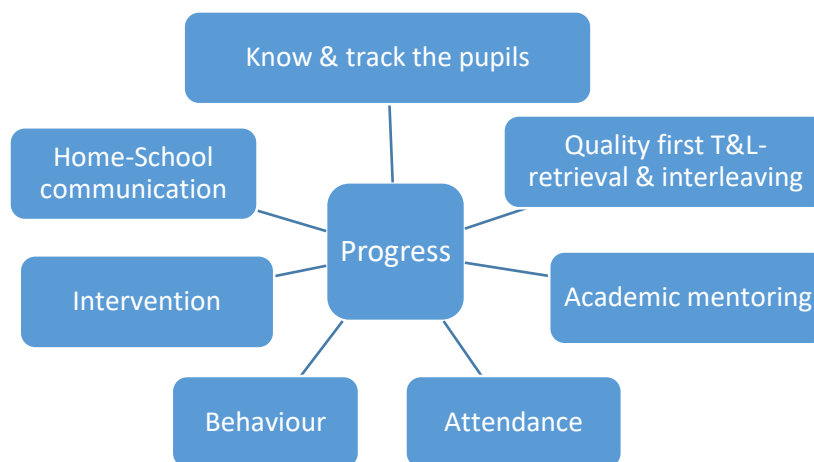 Know & track the pupils
Home-School
communication
Quality first T&L-
retrieval & interleaving
Progress
Intervention
Academic mentoring
Behaviour
Attendance